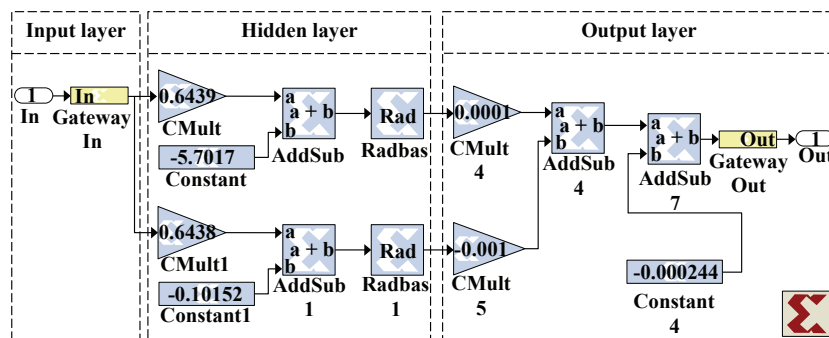 Input layer
Hidden layer
Output layer
1
In
In
Gateway
In
0.6439
CMult
-5.7017
Constant
a
b
a + b
AddSub
Rad
Radbas
0.6438
CMult1
-0.10152
Constant1
a
b
a + b
AddSub
1
Rad
Radbas
1
0.0001
CMult
4
-0.001
CMult
5
a
b
a + b
AddSub
4
a
b
a + b
AddSub
7
-0.000244
Constant
4
Out
Gateway
Out
1
Out